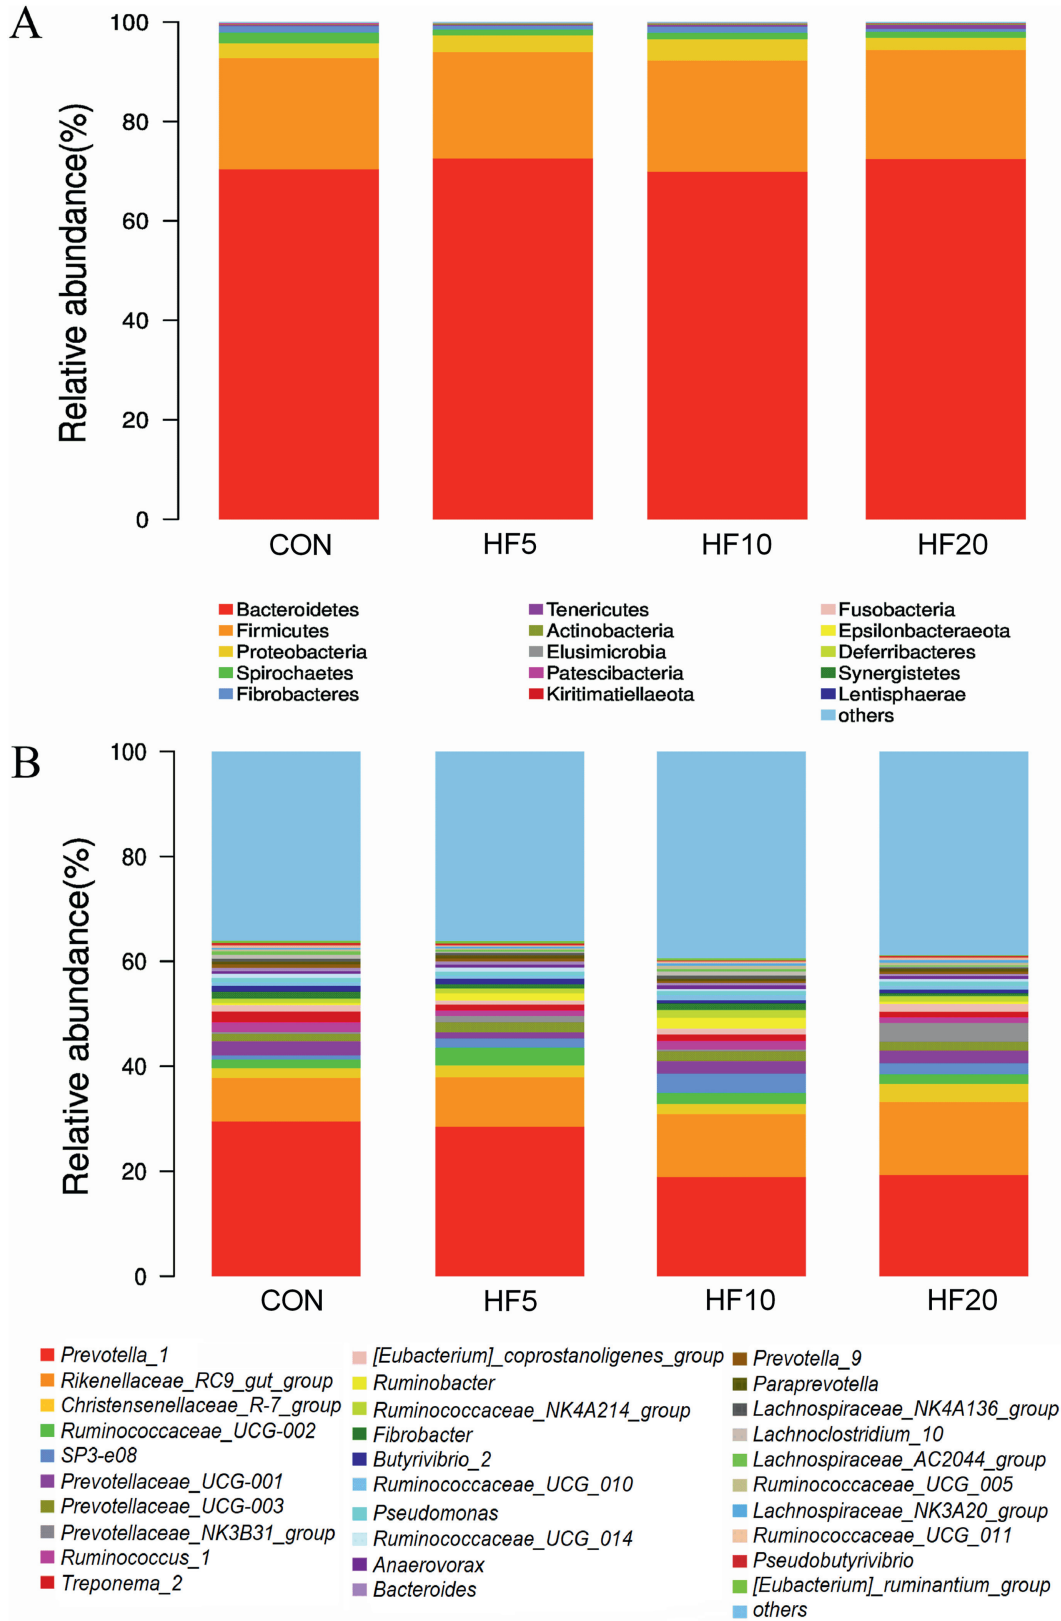 A
Relative abundance(%)
100
80
60
40
20
0
CON HF5 HF10 HF20
Bacteroidetes
Firmicutes
Proteobacteria
Spirochaetes
Fibrobacteres
Tenericutes
Actinobacteria
Elusimicrobia
Patescibacteria
Kiritimatiellaeota
Fusobacteria
Epsilonbacteraeota
Deferribacteres
Synergistetes
Lentisphaerae
others
B
Relative abundance(%)
100
80
60
40
20
0
CON HF5 HF10 HF20
Prevotella_1
Rikenellaceae_RC9_gut_group
Christensenellaceae_R-7_group
Ruminococcaceae_UCG-002
SP3-e08
Prevotellaceae_UCG-001
Prevotellaceae_UCG-003
Prevotellaceae_NK3B31_group
Ruminococcus_1
Treponema_2
[Eubacterium]_coprostanoligenes_group
Ruminobacter
Ruminococcaceae_NK4A214_group
Fibrobacter
Butyrivibrio_2
Ruminococcaceae_UCG_010
Pseudomonas
Ruminococcaceae_UCG_014
Anaerovorax
Bacteroides
Prevotella_9
Paraprevotella
Lachnospiraceae_NK4A136_group
Lachnoclostridium_10
Lachnospiraceae_AC2044_group
Ruminococcaceae_UCG_005
Lachnospiraceae_NK3A20_group
Ruminococcaceae_UCG_011
Pseudobutyrivibrio
[Eubacterium]_ruminantium_group
others